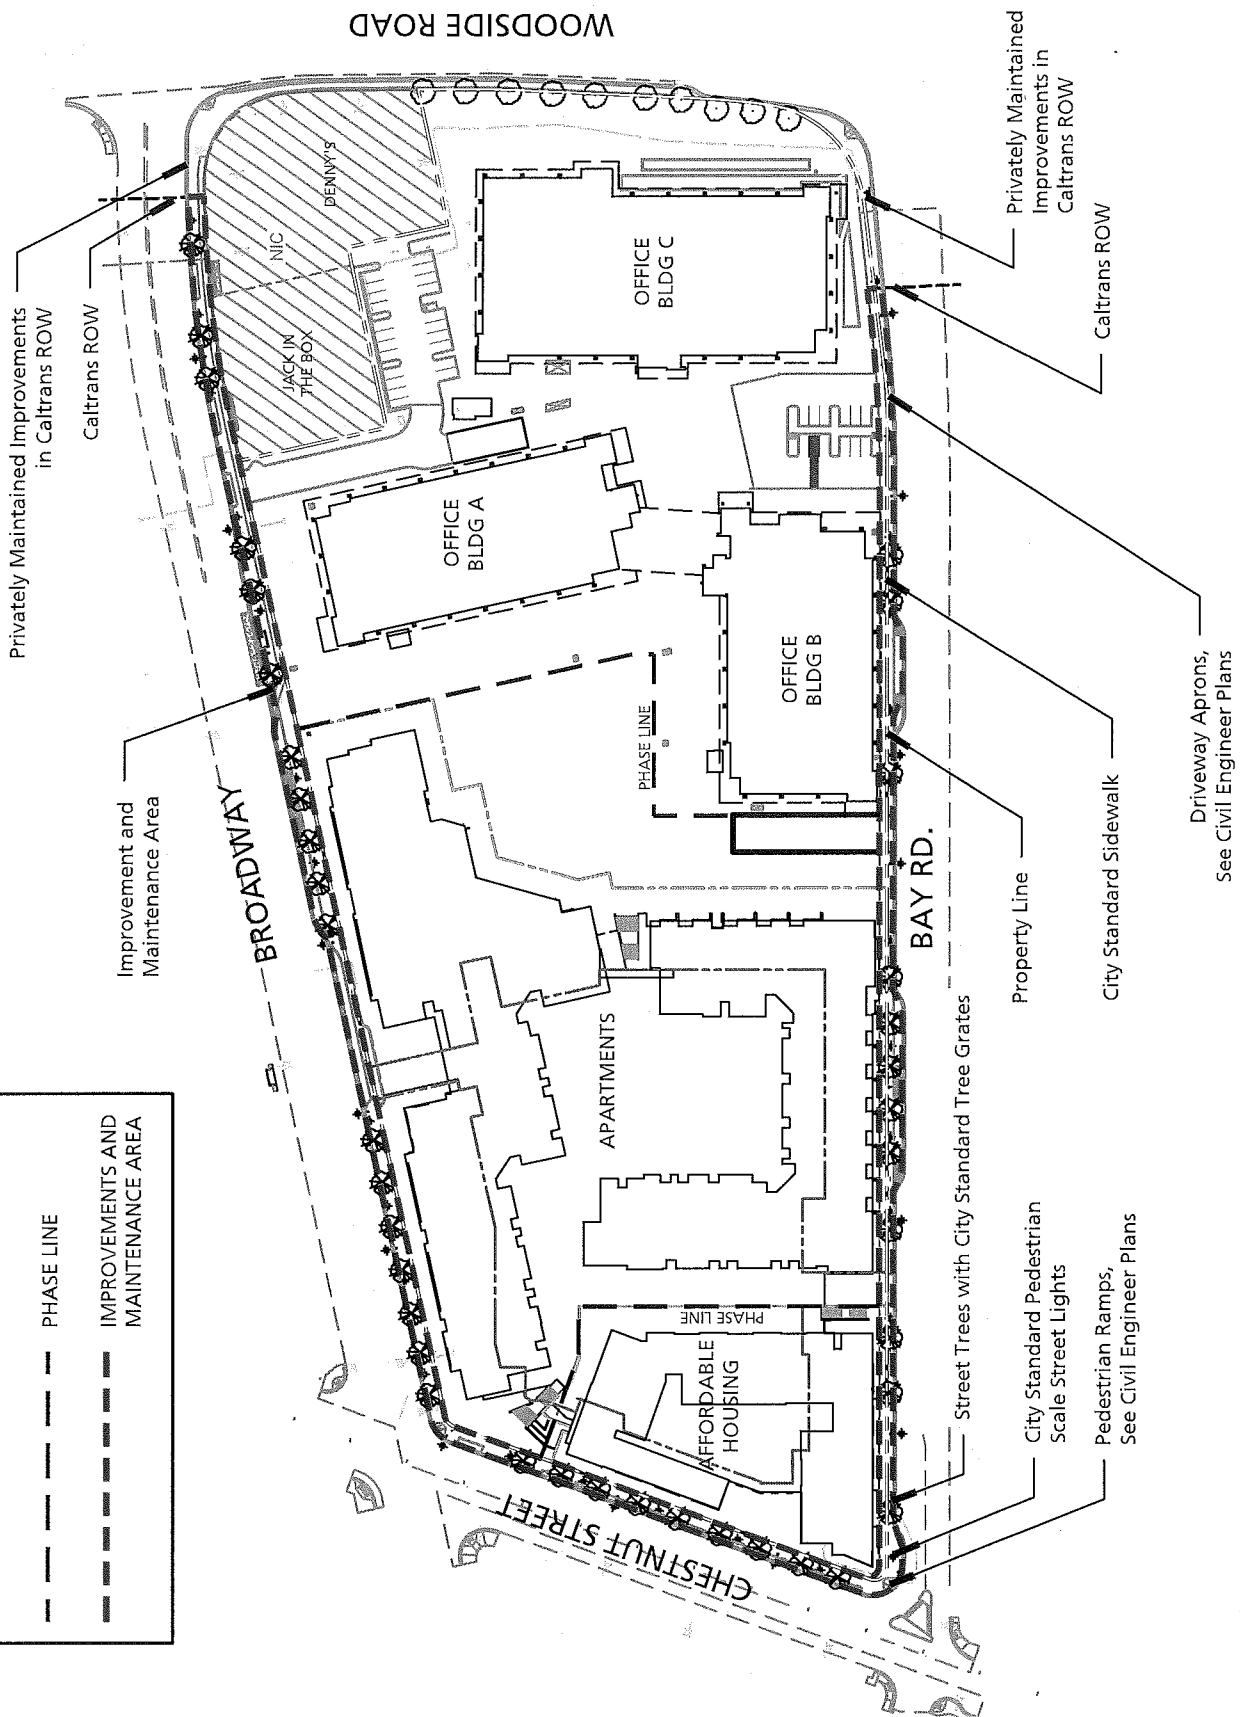 PHASE LINE
IMPROVEMENTS AND
MAINTENANCE AREA
Privately Maintained Improvements
in Caltrans ROW
Caltrans ROW
Improvement and
Maintenance Area
BROADWAY
WOODSIDE ROAD
DENNY'S
NIC
JACK IN
THE BOX
OFFICE
BLDG A
OFFICE
BLDG C
OFFICE
BLDG B
PHASE LINE
APARTMENTS
PHASE LINE
AFFORDABLE
HOUSING
CHESTNUT STREET
BAY RD.
Street Trees with City Standard Tree Grates
City Standard Pedestrian
Scale Street Lights
Pedestrian Ramps,
See Civil Engineer Plans
Property Line
City Standard Sidewalk
Driveway Aprons,
See Civil Engineer Plans
Caltrans ROW
Privately Maintained
Improvements in
Caltrans ROW